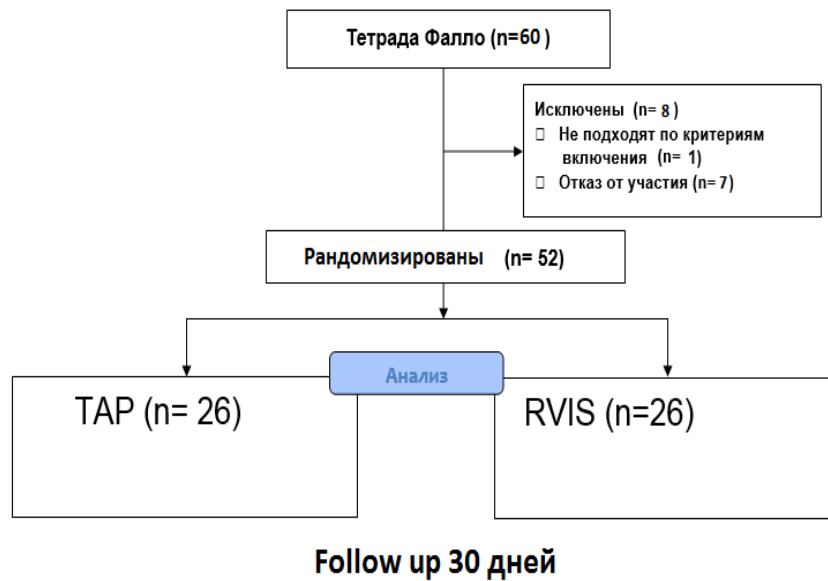 Тетрада Фалло (n=60 )
Исключены (n= 8 )
Не подходят по критериям
включения (n= 1)
Отказ от участия (n= 7)
Рандомизированы (n= 52)
Анализ
TAP (n= 26)
RVIS (n=26)
Follow up 30 дней